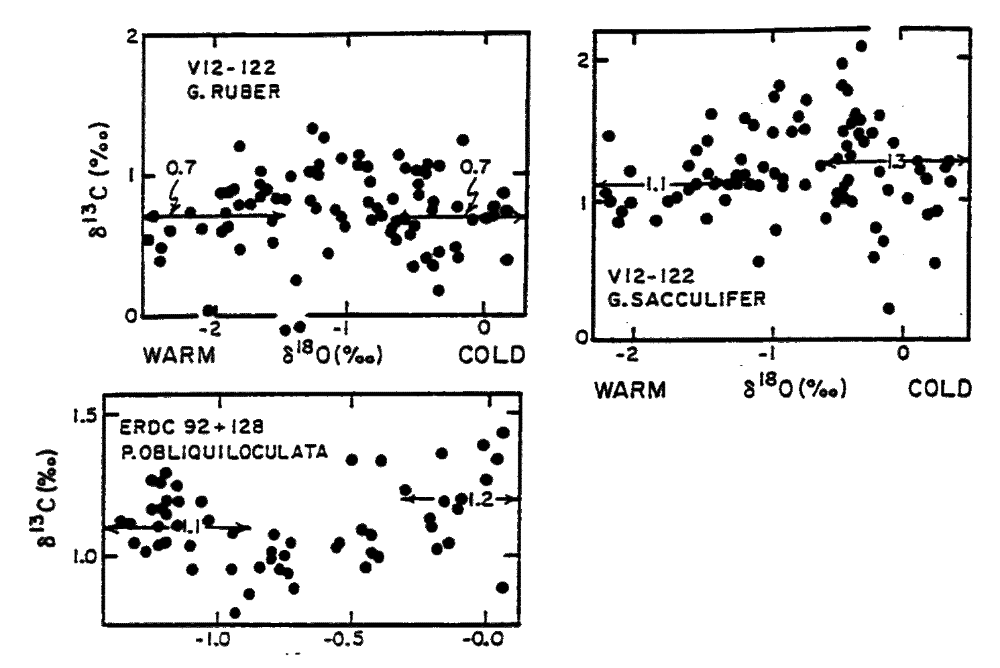 2
V12-122
G. RUBER
0.7
0.7
1
δ13C (‰)
0
-2
-1
0
WARM
δ18O (‰)
COLD
2
1.1
1.3
1
V12-122
G. SACCULIFER
0
-2
-1
0
WARM
δ18O (‰)
COLD
1.5
ERDC 92+128
P. OBLIQUILOCULATA
1.2
1.1
δ13C (‰)
1.0
-1.0
-0.5
-0.0